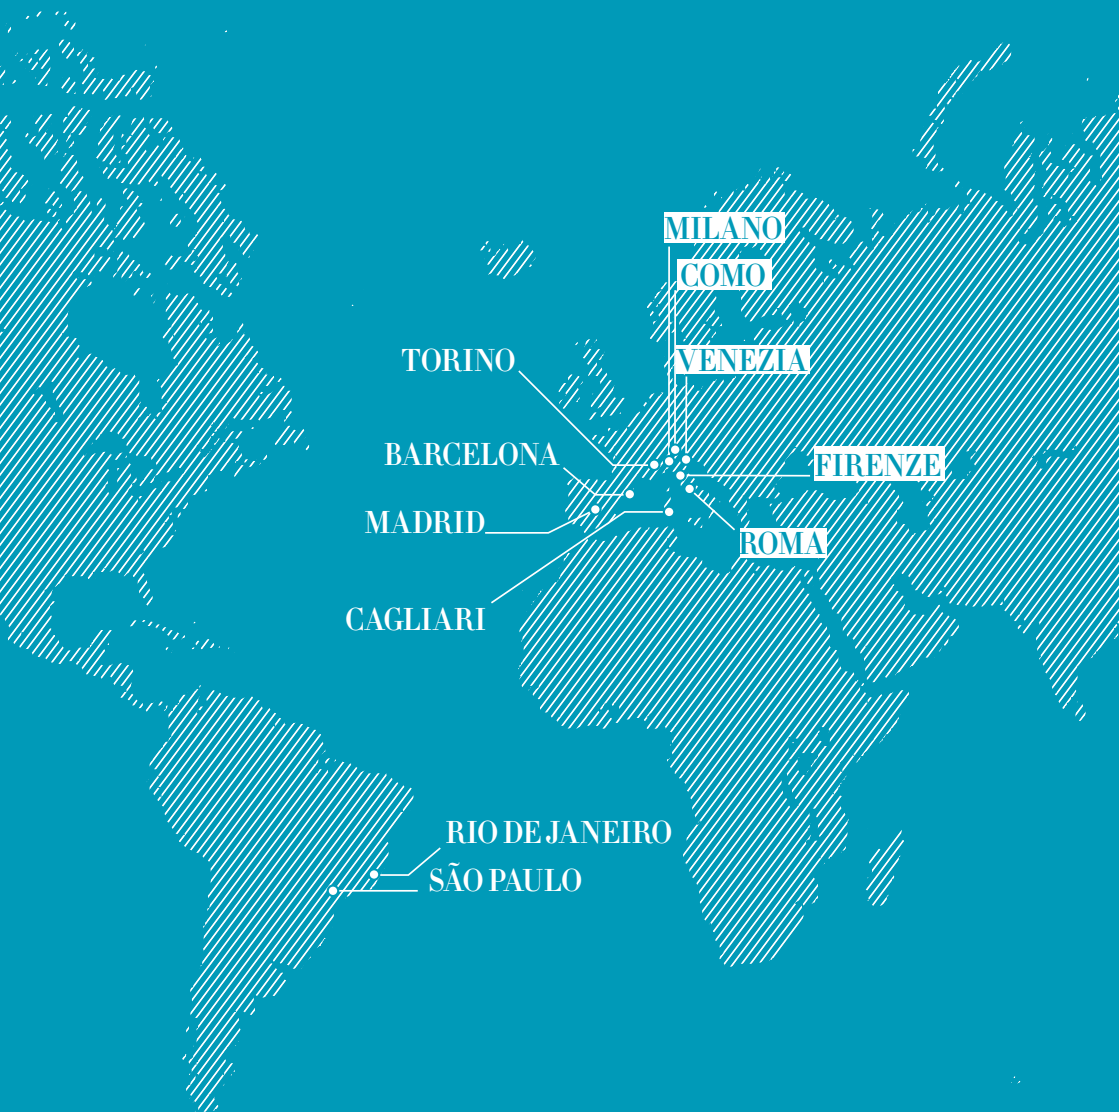 MILANO
COMO
TORINO
VENEZIA
BARCELONA
FIRENZE
MADRID
ROMA
CAGLIARI
RIO DE JANEIRO
SÃO PAULO